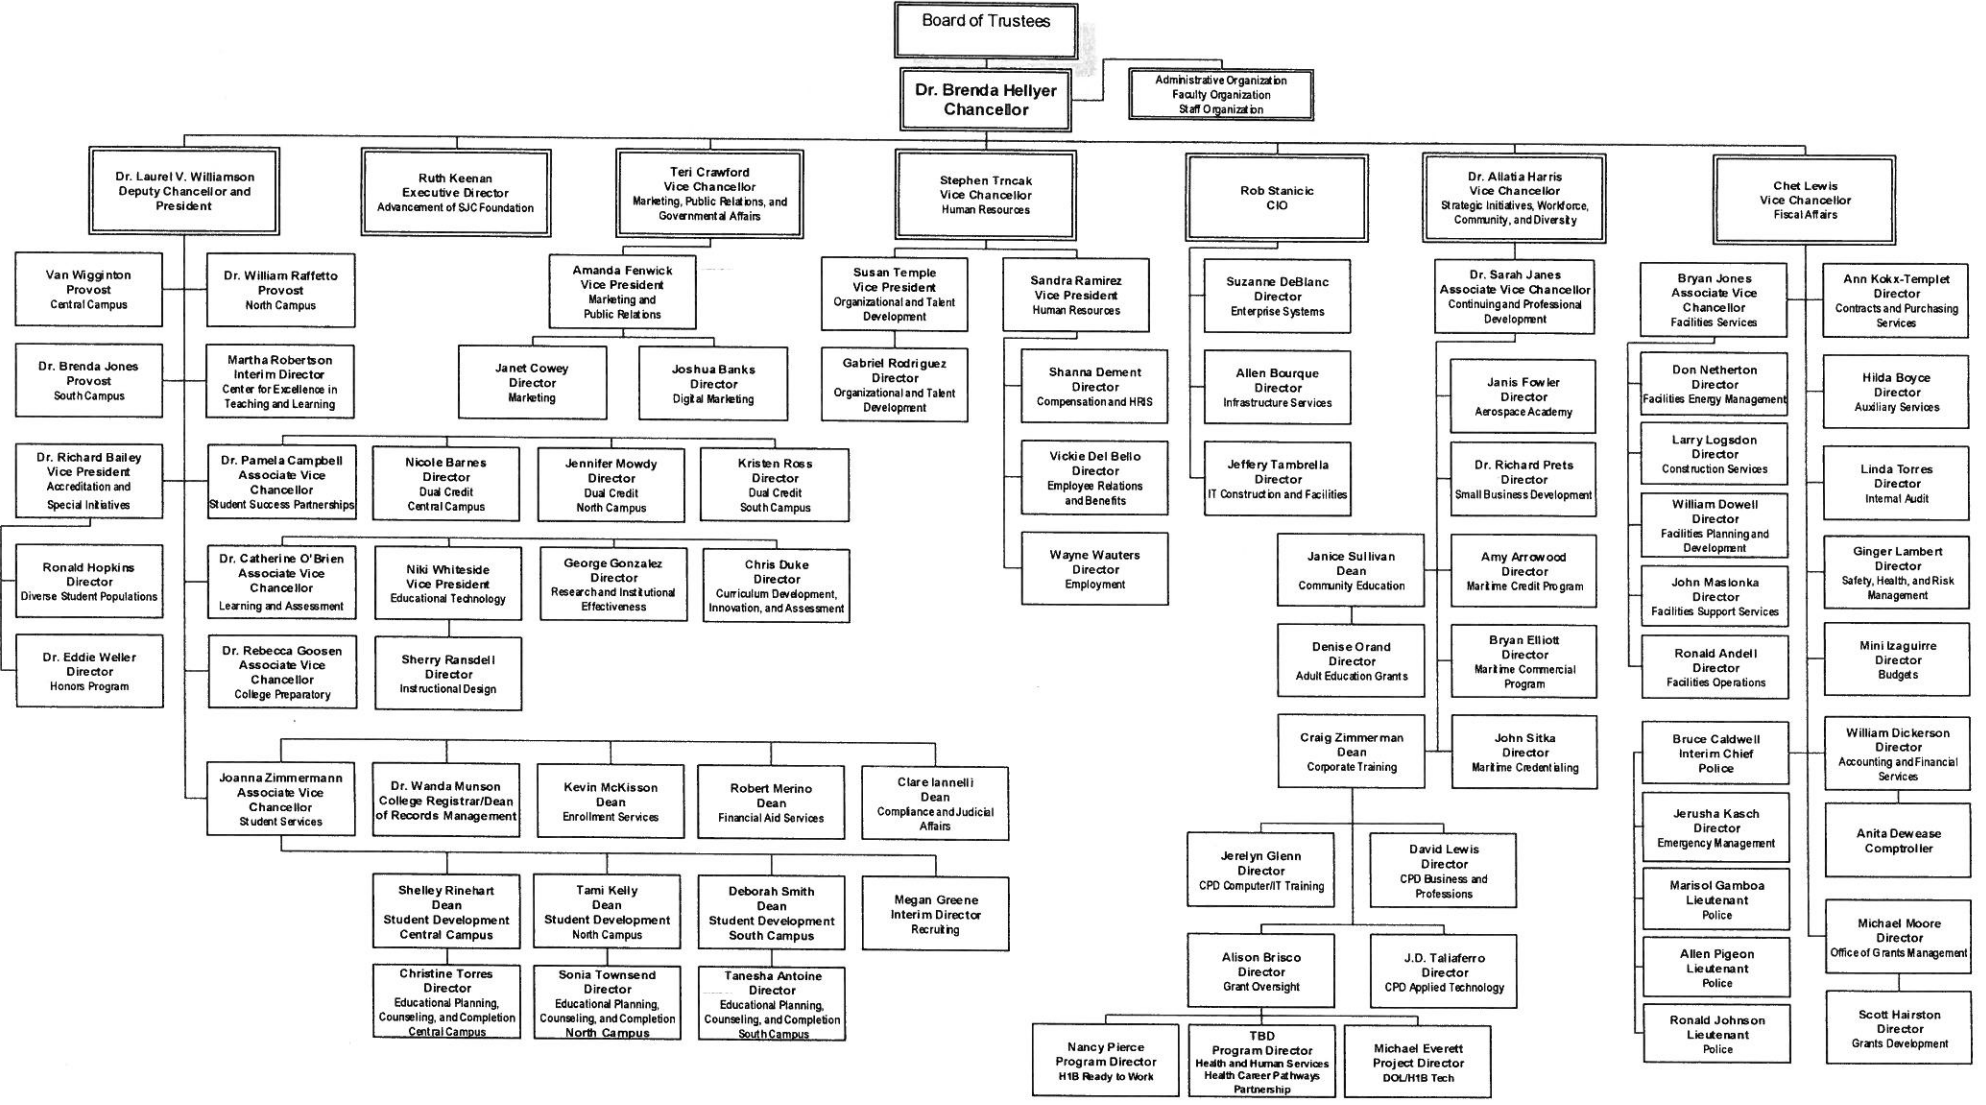 Board of Trustees
Dr. Brenda Hellyer
Chancellor
Administrative Organization
Faculty Organization
Staff Organization
Dr. Laurel V. Williamson
Deputy Chancellor and
President
Ruth Keenan
Executive Director
Advancement of SJC Foundation
Teri Crawford
Vice Chancellor
Marketing, Public Relations, and
Governmental Affairs
Stephen Trncak
Vice Chancellor
Human Resources
Rob Stanicic
CIO
Dr. Allatia Harris
Vice Chancellor
Strategic Initiatives, Workforce,
Community, and Diversity
Chet Lewis
Vice Chancellor
Fiscal Affairs
Van Wigginton
Provost
Central Campus
Dr. William Raffetto
Provost
North Campus
Dr. Brenda Jones
Provost
South Campus
Martha Robertson
Interim Director
Center for Excellence in
Teaching and Learning
Dr. Richard Bailey
Vice President
Accreditation and
Special Initiatives
Ronald Hopkins
Director
Diverse Student Populations
Dr. Eddie Weller
Director
Honors Program
Dr. Pamela Campbell
Associate Vice
Chancellor
Student Success Partnerships
Nicole Barnes
Director
Dual Credit
Central Campus
Jennifer Mowdy
Director
Dual Credit
North Campus
Kristen Ross
Director
Dual Credit
South Campus
Dr. Catherine O'Brien
Associate Vice
Chancellor
Learning and Assessment
Niki Whiteside
Vice President
Educational Technology
George Gonzalez
Director
Research and Institutional
Effectiveness
Chris Duke
Director
Curriculum Development,
Innovation, and Assessment
Dr. Rebecca Goosen
Associate Vice
Chancellor
College Preparatory
Sherry Ransdell
Director
Instructional Design
Joanna Zimmermann
Associate Vice
Chancellor
Student Services
Dr. Wanda Munson
College Registrar/Dean
of Records Management
Kevin McKisson
Dean
Enrollment Services
Robert Merino
Dean
Financial Aid Services
Clare Iannelli
Dean
Compliance and Judicial
Affairs
Shelley Rinehart
Dean
Student Development
Central Campus
Tami Kelly
Dean
Student Development
North Campus
Deborah Smith
Dean
Student Development
South Campus
Megan Greene
Interim Director
Recruiting
Christine Torres
Director
Educational Planning,
Counseling, and Completion
Central Campus
Sonia Townsend
Director
Educational Planning,
Counseling, and Completion
North Campus
Tanesha Antoine
Director
Educational Planning,
Counseling, and Completion
South Campus
Amanda Fenwick
Vice President
Marketing and
Public Relations
Janet Cowey
Director
Marketing
Joshua Banks
Director
Digital Marketing
Susan Temple
Vice President
Organizational and Talent
Development
Gabriel Rodriguez
Director
Organizational and Talent
Development
Sandra Ramirez
Vice President
Human Resources
Shanna Dement
Director
Compensation and HRIS
Vickie Del Bello
Director
Employee Relations
and Benefits
Wayne Wauters
Director
Employment
Suzanne DeBlanc
Director
Enterprise Systems
Allen Bourque
Director
Infrastructure Services
Jeffery Tambrella
Director
IT Construction and Facilities
Dr. Sarah Janes
Associate Vice Chancellor
Continuing and Professional
Development
Janis Fowler
Director
Aerospace Academy
Dr. Richard Prets
Director
Small Business Development
Janice Sullivan
Dean
Community Education
Amy Arrowood
Director
Maritime Credit Program
Denise Orand
Director
Adult Education Grants
Bryan Elliott
Director
Maritime Commercial
Program
Craig Zimmerman
Dean
Corporate Training
John Sitka
Director
Maritime Credentialing
Jerelyn Glenn
Director
CPD Computer/IT Training
David Lewis
Director
CPD Business and
Professions
Alison Brisco
Director
Grant Oversight
J.D. Taliaferro
Director
CPD Applied Technology
Nancy Pierce
Program Director
H1B Ready to Work
TBD
Program Director
Health and Human Services
Health Career Pathways
Partnership
Michael Everett
Project Director
DOL/H1B Tech
Bryan Jones
Associate Vice
Chancellor
Facilities Services
Don Netherton
Director
Facilities Energy Management
Larry Logsdon
Director
Construction Services
William Dowell
Director
Facilities Planning and
Development
John Maslonka
Director
Facilities Support Services
Ronald Andell
Director
Facilities Operations
Bruce Caldwell
Interim Chief
Police
Jerusha Kasch
Director
Emergency Management
Marisol Gamboa
Lieutenant
Police
Allen Pigeon
Lieutenant
Police
Ronald Johnson
Lieutenant
Police
Ann Kokx-Templet
Director
Contracts and Purchasing
Services
Hilda Boyce
Director
Auxiliary Services
Linda Torres
Director
Internal Audit
Ginger Lambert
Director
Safety, Health, and Risk
Management
Mini Izaguirre
Director
Budgets
William Dickerson
Director
Accounting and Financial
Services
Anita Dewease
Comptroller
Michael Moore
Director
Office of Grants Management
Scott Hairston
Director
Grants Development